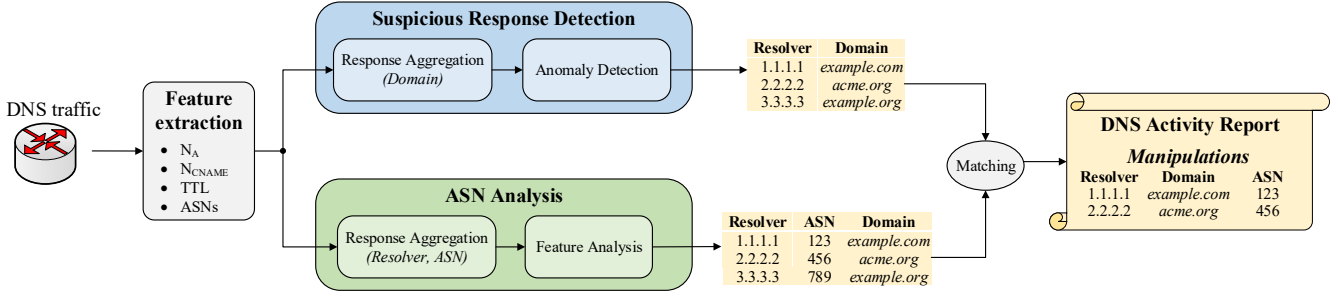 DNS traffic
Feature
extraction
• N_A
• N_CNAME
• TTL
• ASNs
Suspicious Response Detection
Response Aggregation
(Domain)
Anomaly Detection
Resolver Domain
1.1.1.1 example.com
2.2.2.2 acme.org
3.3.3.3 example.org
ASN Analysis
Response Aggregation
(Resolver, ASN)
Feature Analysis
Resolver ASN Domain
1.1.1.1 123 example.com
2.2.2.2 456 acme.org
3.3.3.3 789 example.org
Matching
DNS Activity Report
Manipulations
Resolver Domain ASN
1.1.1.1 example.com 123
2.2.2.2 acme.org 456